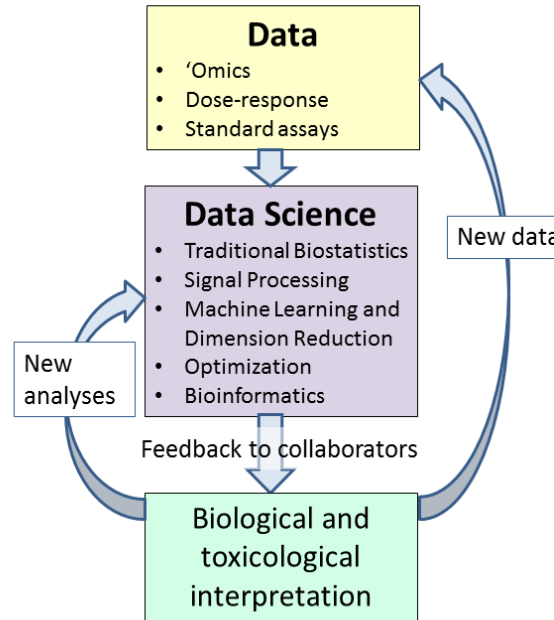 Data
• ‘Omics
• Dose-response
• Standard assays
Data Science
• Traditional Biostatistics
• Signal Processing
• Machine Learning and
Dimension Reduction
• Optimization
• Bioinformatics
New data
New
analyses
Feedback to collaborators
Biological and
toxicological
interpretation